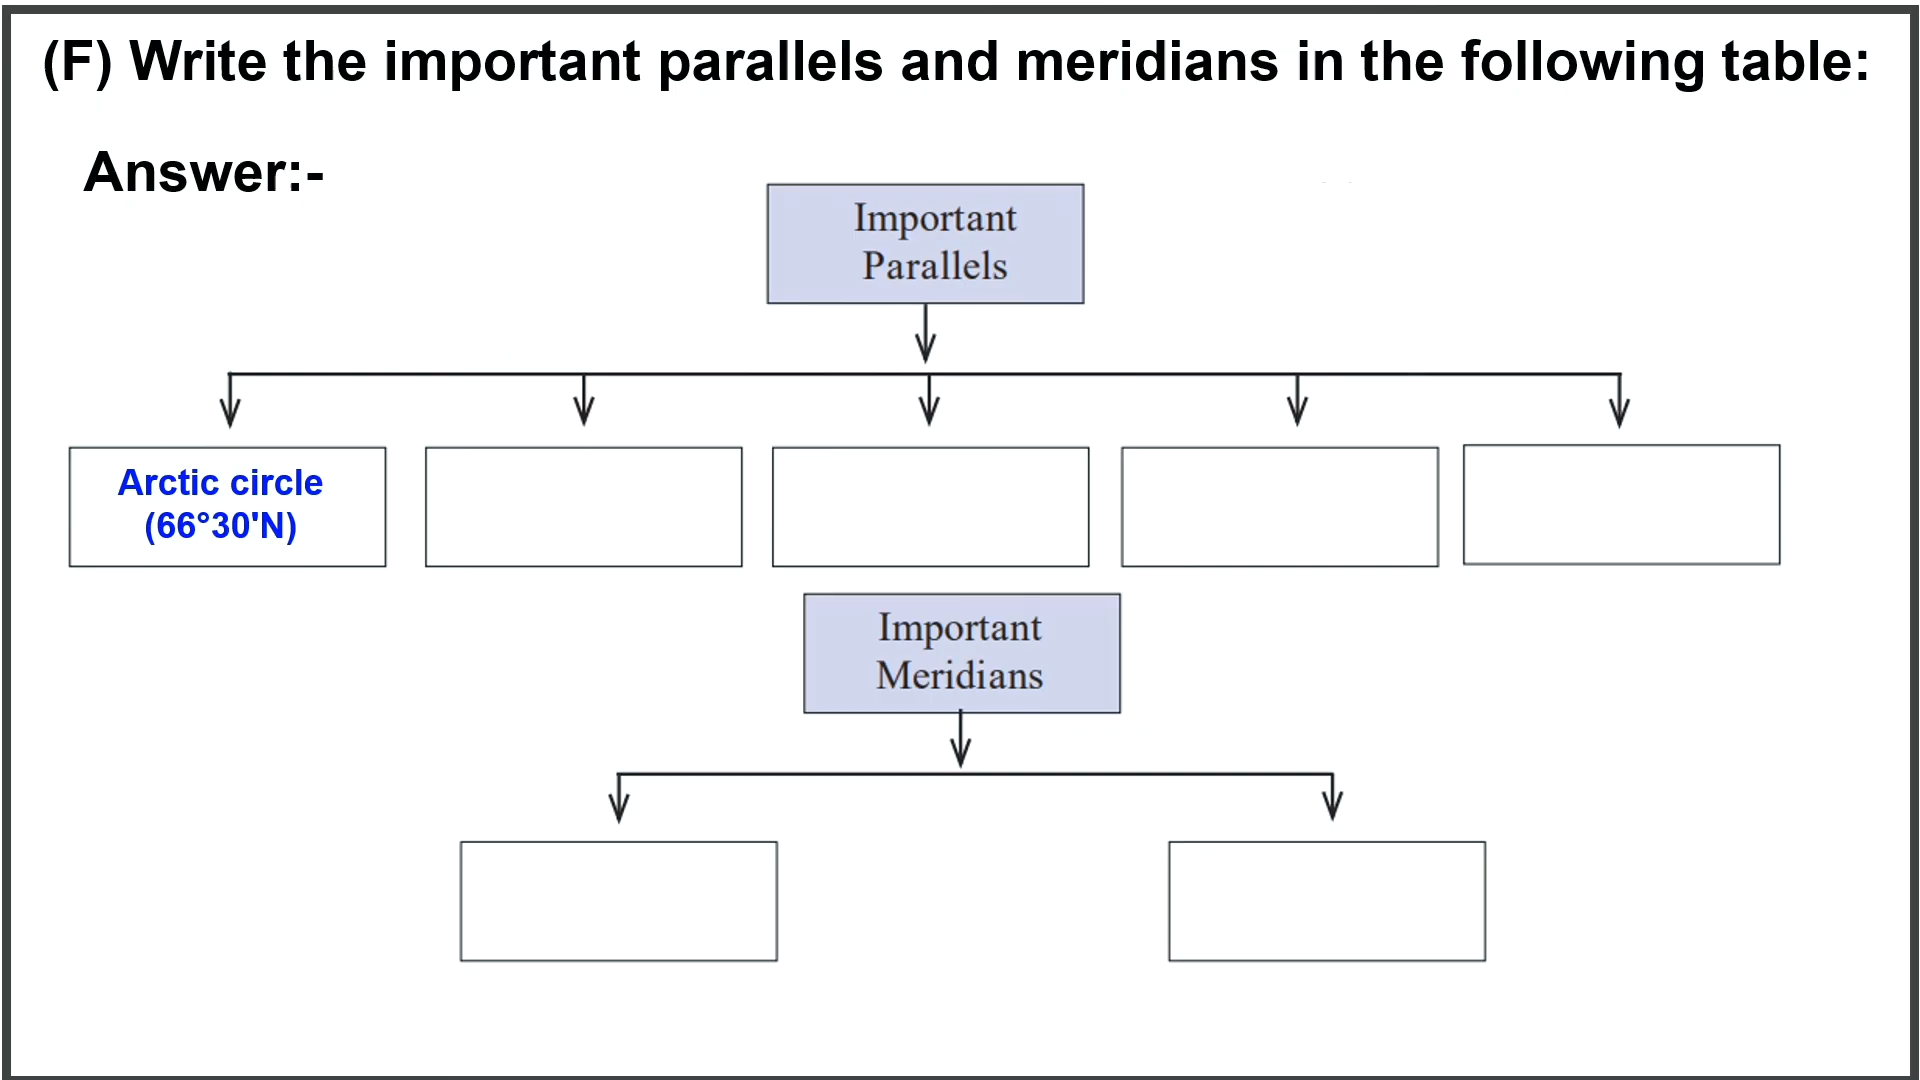 (F) Write the important parallels and meridians in the following table:
Answer:-
Important
Parallels
Arctic circle
(66°30'N)
Important
Meridians